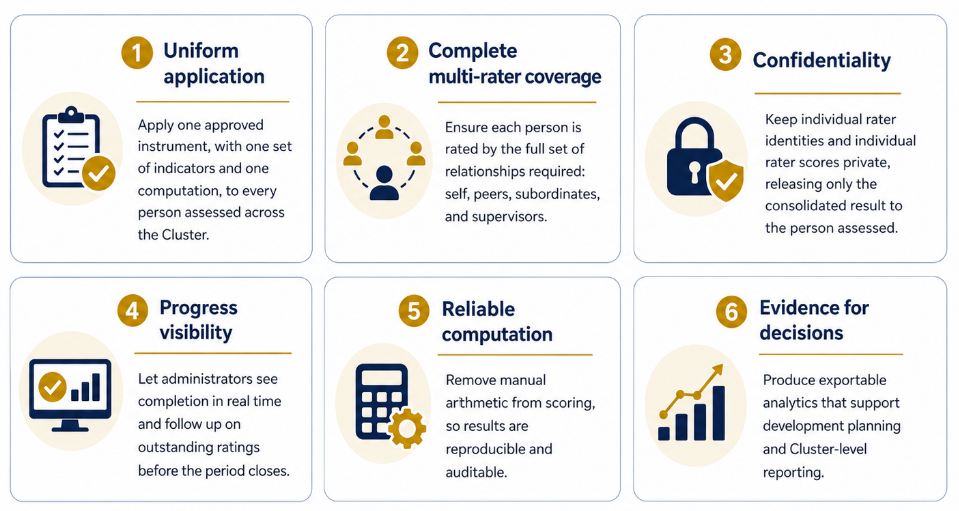 1 Uniform
application
Apply one approved
instrument, with one set
of indicators and one
computation, to every
person assessed across
the Cluster.
2 Complete
multi-rater coverage
Ensure each person is
rated by the full set of
relationships required:
self, peers, subordinates,
and supervisors.
3 Confidentiality
Keep individual rater
identities and individual
rater scores private,
releasing only the
consolidated result to
the person assessed.
4 Progress
visibility
Let administrators see
completion in real time
and follow up on
outstanding ratings
before the period closes.
5 Reliable
computation
Remove manual
arithmetic from scoring,
so results are
reproducible and
auditable.
6 Evidence for
decisions
Produce exportable
analytics that support
development planning
and Cluster-level
reporting.